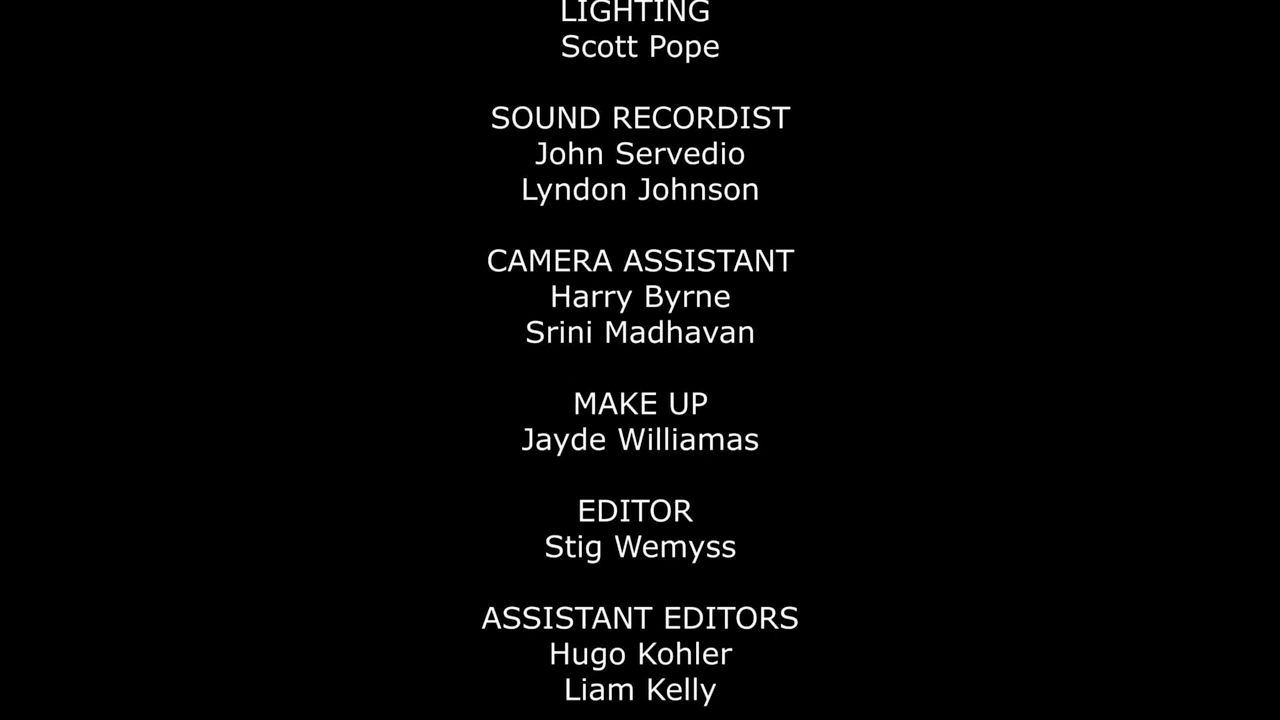 LIGHTING
Scott Pope
SOUND RECORDIST
John Servedio
Lyndon Johnson
CAMERA ASSISTANT
Harry Byrne
Srini Madhavan
MAKE UP
Jayde Williamas
EDITOR
Stig Wemyss
ASSISTANT EDITORS
Hugo Kohler
Liam Kelly